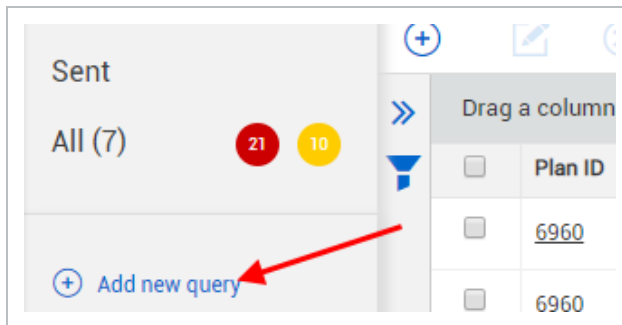 Sent
All (7)
21
10
Add new query
Drag a column
Plan ID
6960
6960